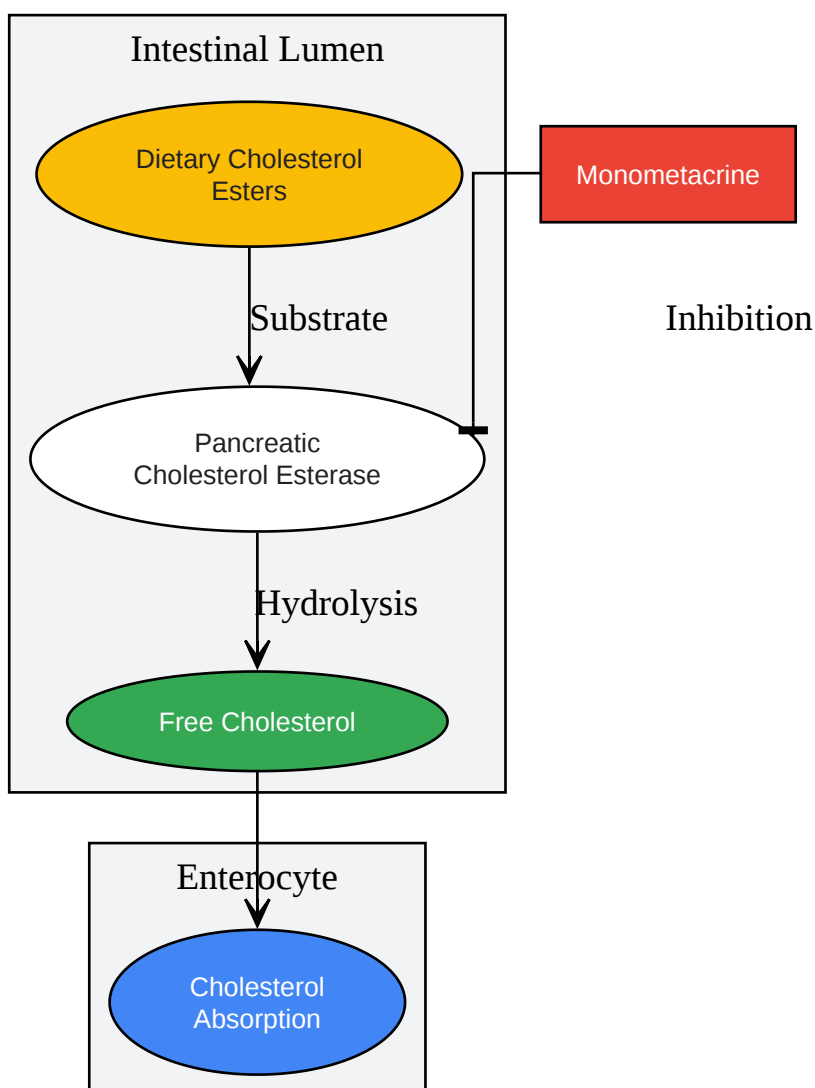 Intestinal Lumen
Dietary Cholesterol
Esters
Monometacrine
Substrate
Inhibition
Pancreatic
Cholesterol Esterase
Hydrolysis
Free Cholesterol
Enterocyte
Cholesterol
Absorption